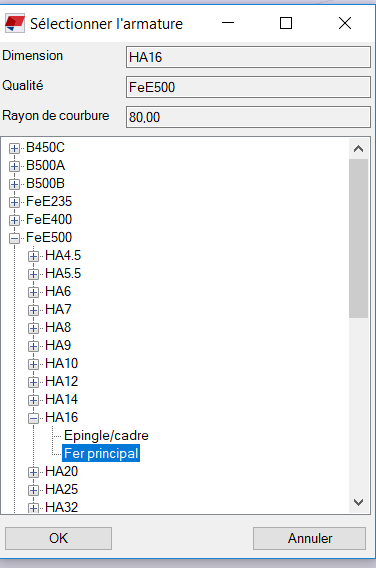 Sélectionner l'armature
Dimension HA16
Qualité FeE500
Rayon de courbure 80,00
B450C
B500A
B500B
FeE235
FeE400
FeE500
HA4.5
HA5.5
HA6
HA7
HA8
HA9
HA10
HA12
HA14
HA16
Epingle/cadre
Fer principal
HA20
HA25
HA32
OK Annuler